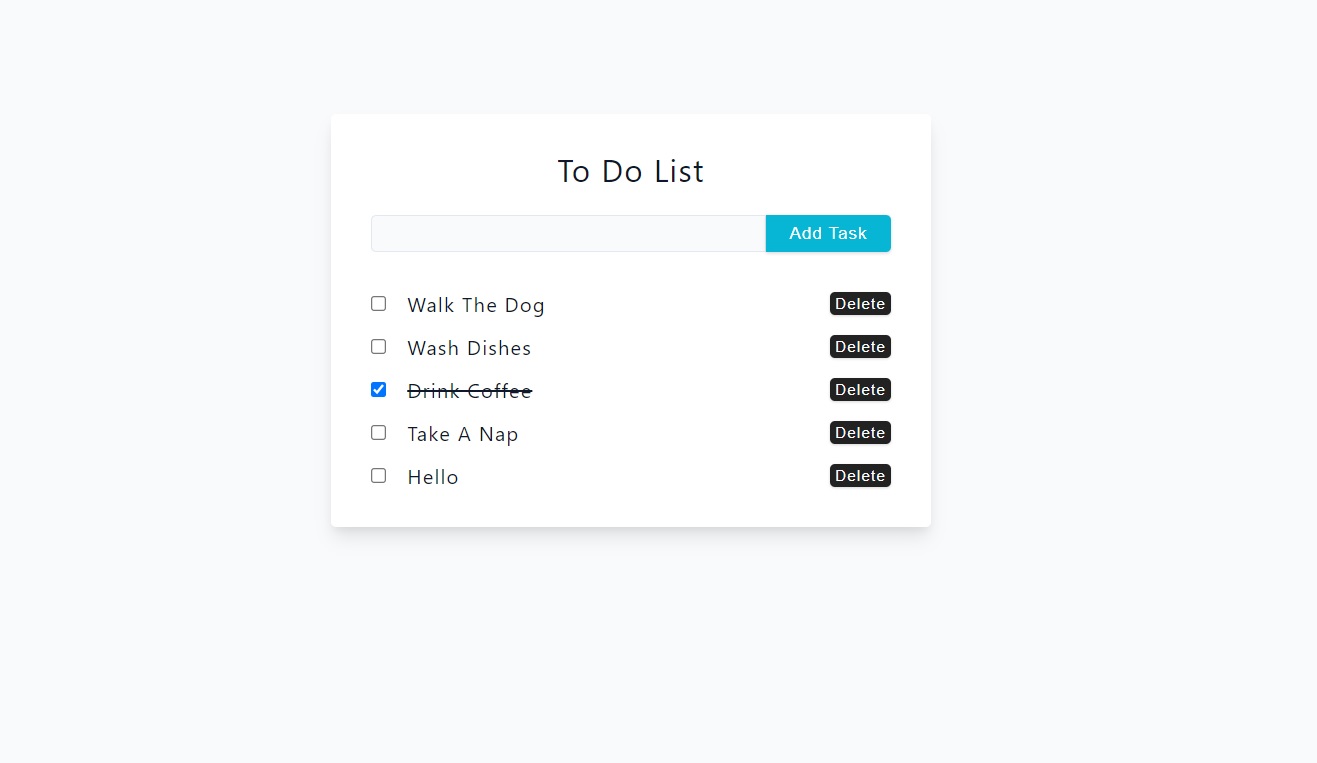 To Do List
Add Task
Walk The Dog Delete
Wash Dishes Delete
Drink Coffee Delete
Take A Nap Delete
Hello Delete